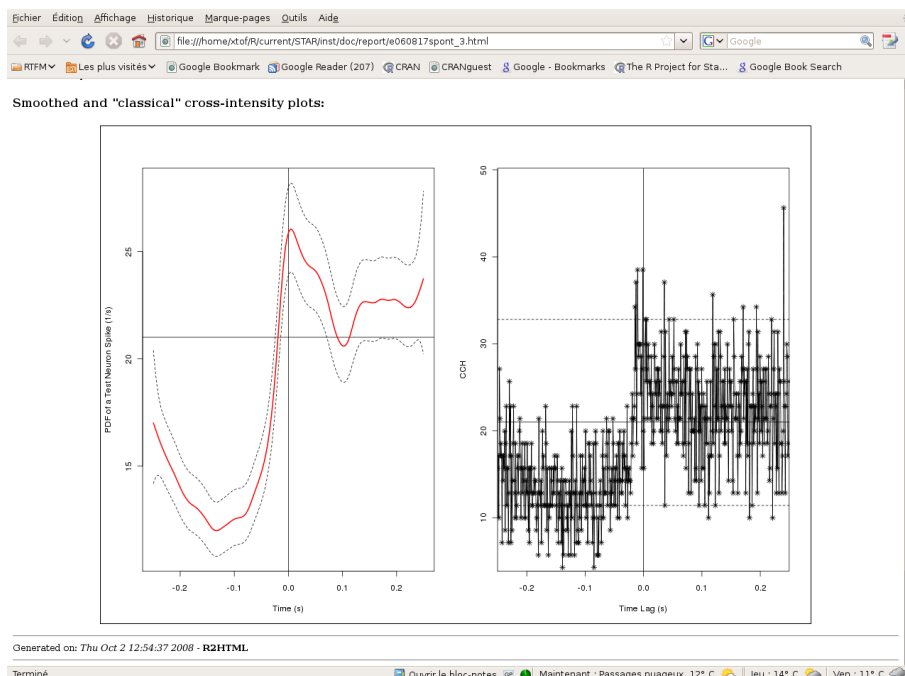 Fichier Édition Affichage Historique Marque-pages Outils Aide
file:///home/xtof/R/current/STAR/inst/doc/report/e060817spont_3.html
Google
RTFM Les plus visités Google Bookmark Google Reader (207) CRAN CRANguest Google - Bookmarks The R Project for Sta... Google Book Search
Smoothed and "classical" cross-intensity plots:
PDF of a Test Neuron Spike (1/s)
25
20
15
-0.2 -0.1 0.0 0.1 0.2
Time (s)
CCH
50
40
30
20
10
-0.2 -0.1 0.0 0.1 0.2
Time Lag (s)
Generated on: Thu Oct 2 12:54:37 2008 - R2HTML
Terminé
Ouvrir le bloc-notes Maintenant : Passages nuageux, 12° C Jeu : 14° C Ven : 11° C